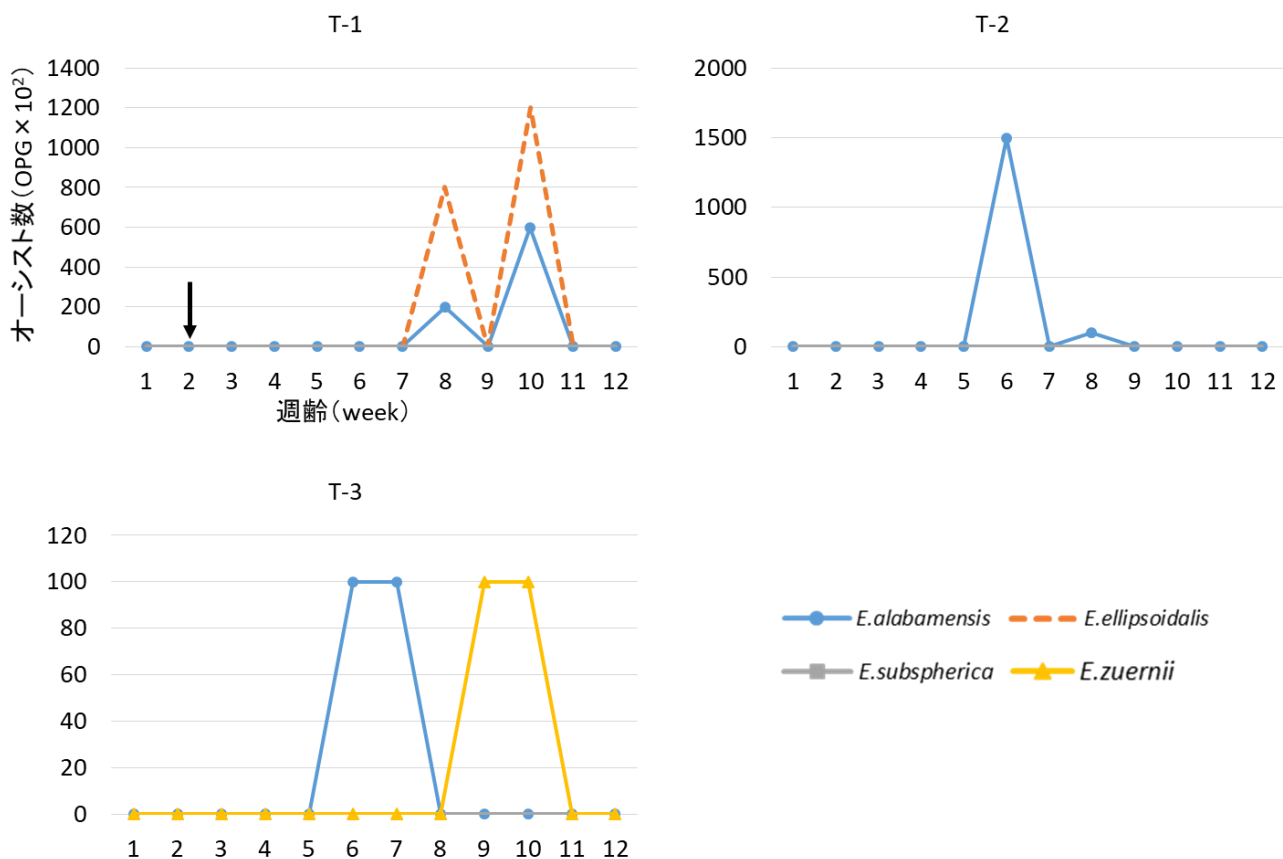 T-1
オーシスト数(OPG×10²)
1400
1200
1000
800
600
400
200
0
1 2 3 4 5 6 7 8 9 10 11 12
週齢(week)
T-2
2000
1500
1000
500
0
1 2 3 4 5 6 7 8 9 10 11 12
T-3
120
100
80
60
40
20
0
1 2 3 4 5 6 7 8 9 10 11 12
E.alabamensis E.ellipsoidalis
E.subspherica E.zuernii